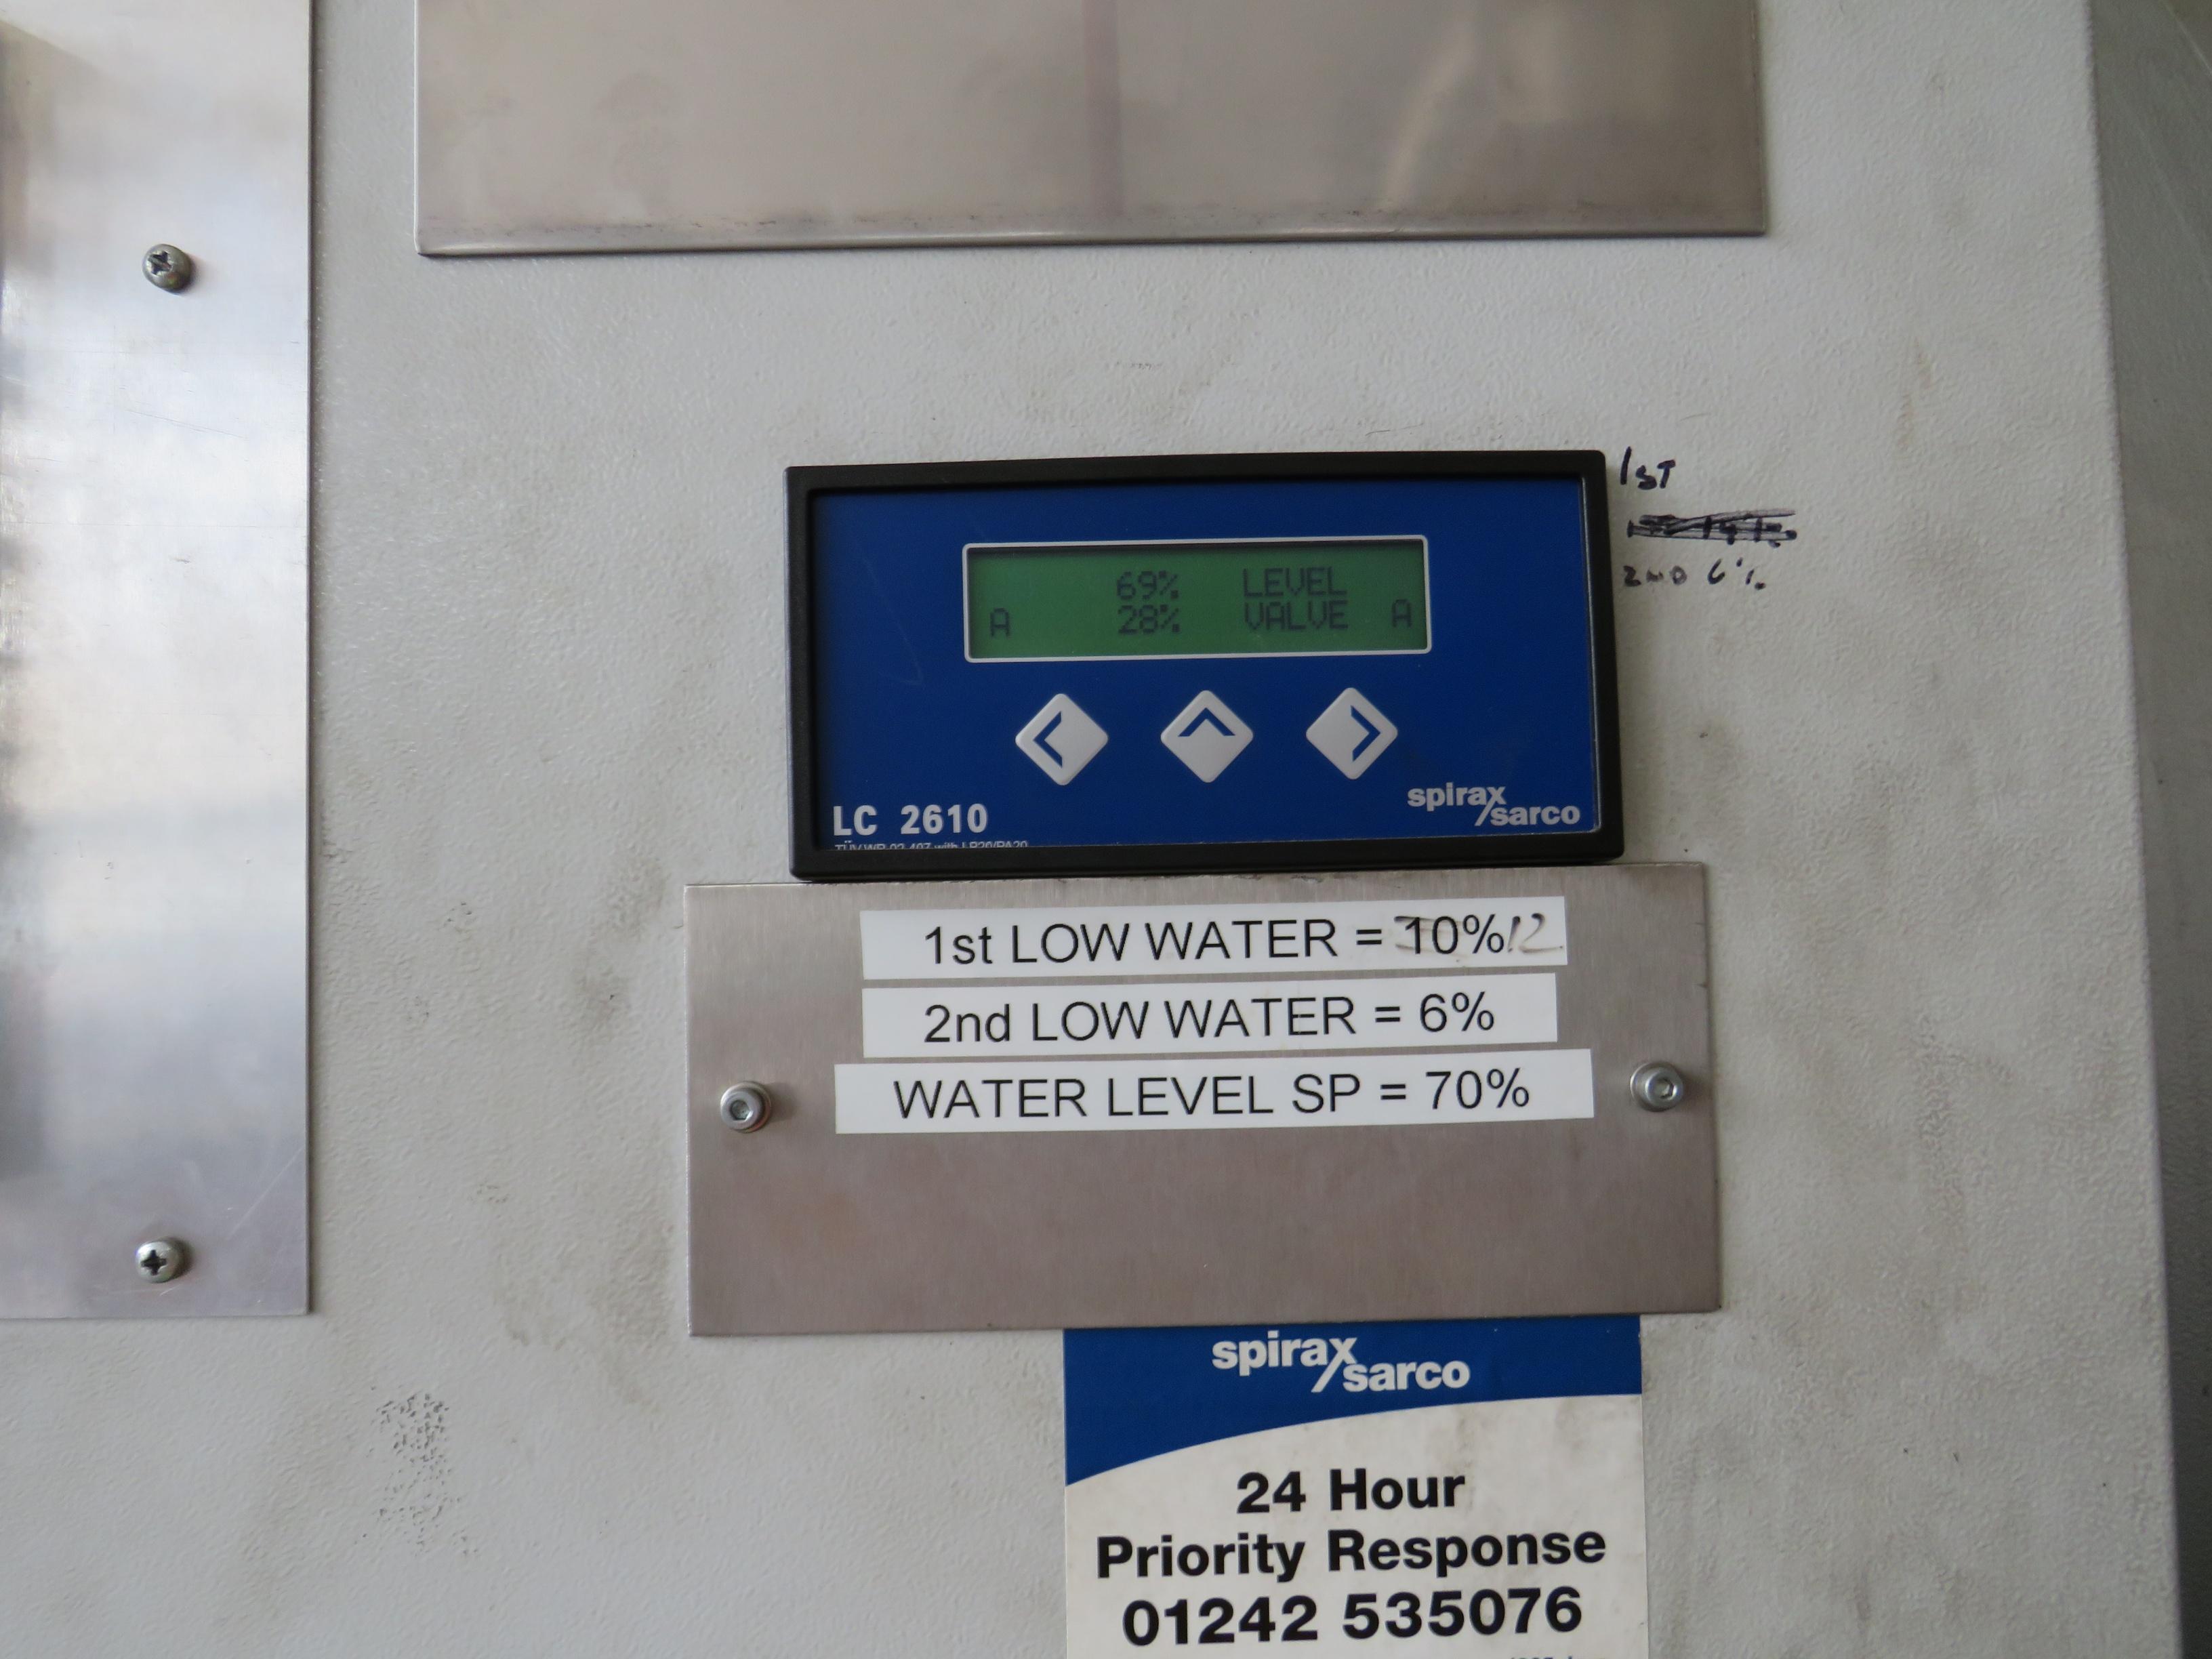 1ST
2ND 6%
69% LEVEL
A 28% VALVE A
LC 2610
spirax
sarco
1st LOW WATER = 10% 12
2nd LOW WATER = 6%
WATER LEVEL SP = 70%
spirax
sarco
24 Hour
Priority Response
01242 535076